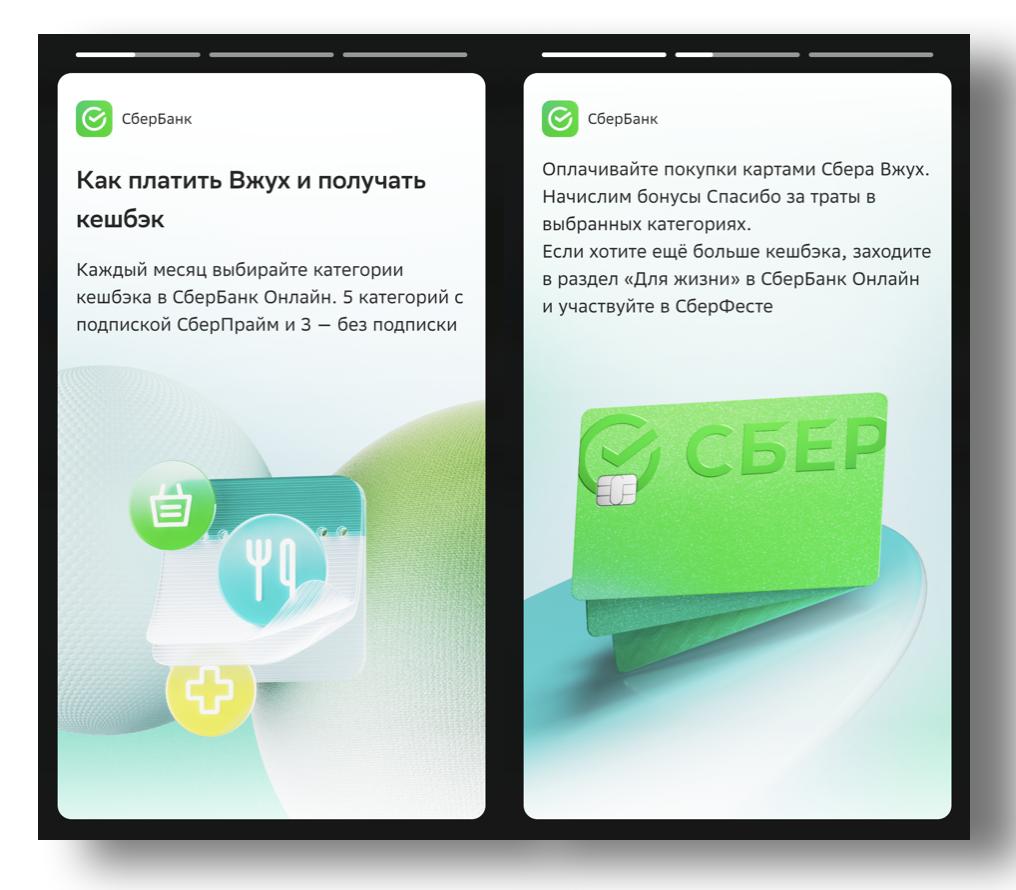 СберБанк
Как платить Вжух и получать
кешбэк
Каждый месяц выбирайте категории
кешбэка в СберБанк Онлайн. 5 категорий с
подпиской СберПрайм и 3 – без подписки
СберБанк
Оплачивайте покупки картами Сбера Вжух.
Начислим бонусы Спасибо за траты в
выбранных категориях.
Если хотите ещё больше кешбэка, заходите
в раздел «Для жизни» в СберБанк Онлайн
и участвуйте в СберФесте
СБЕР